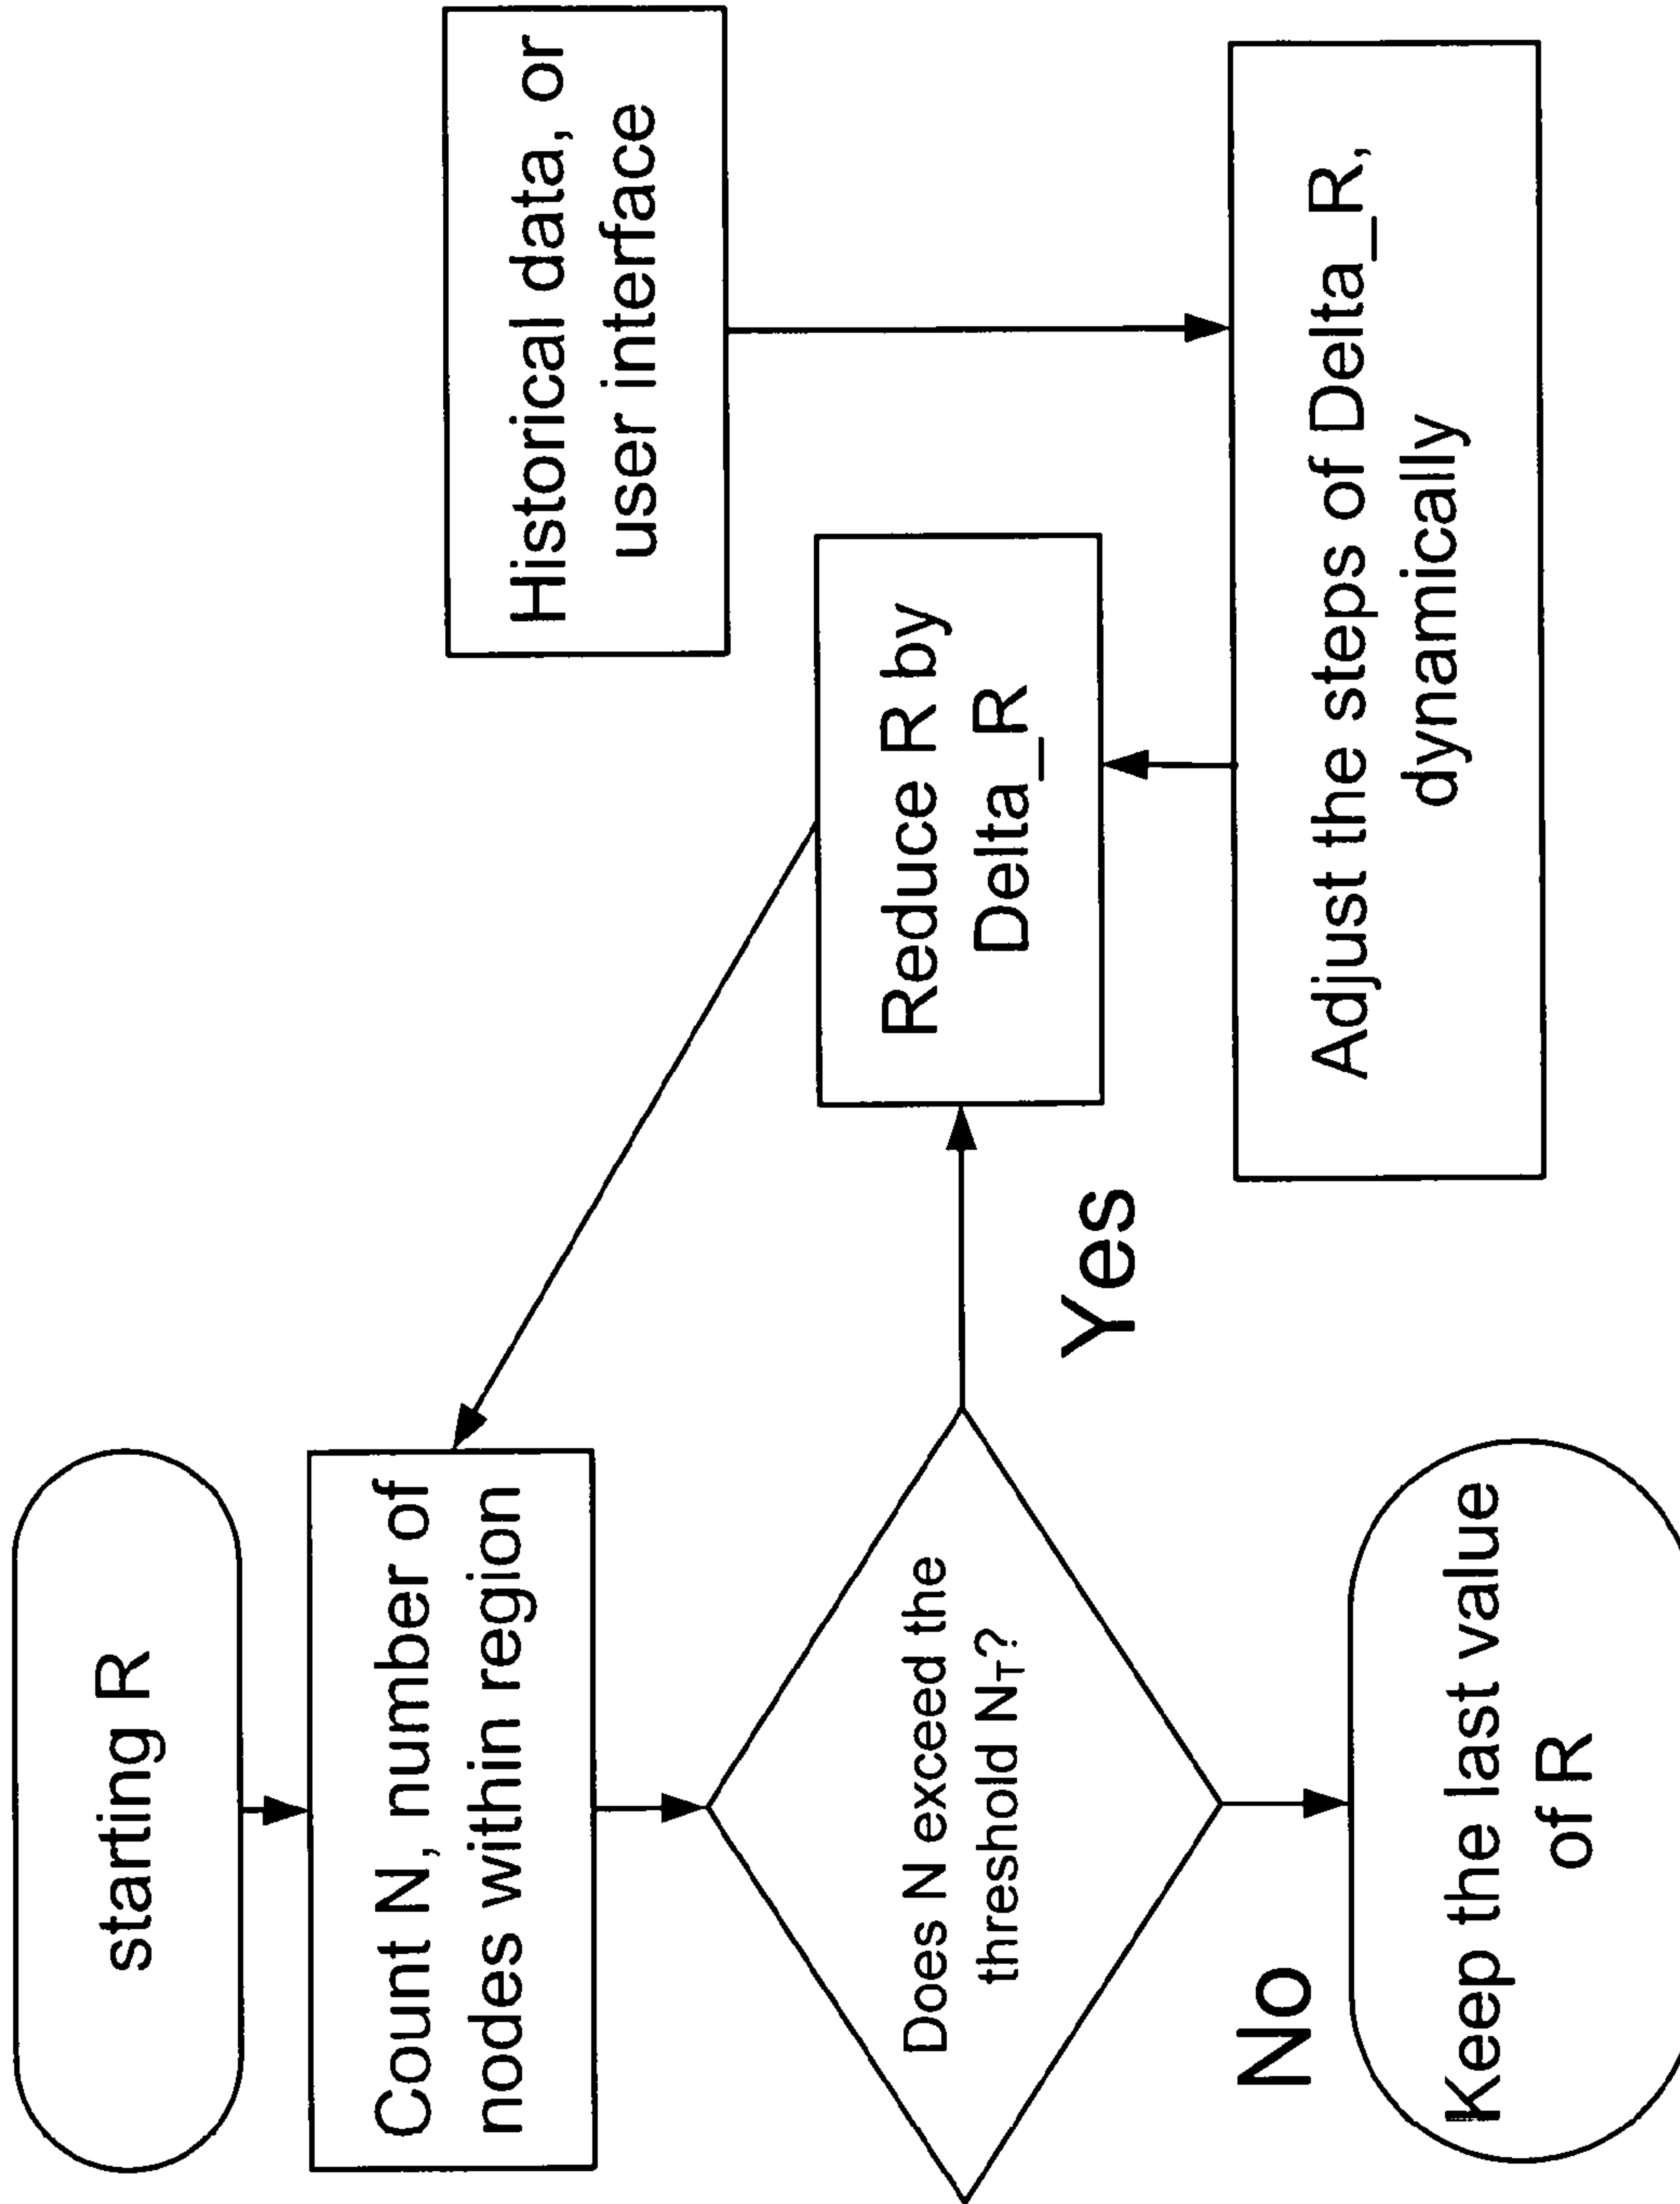 starting R
Count N, number of
nodes within region
Does N exceed the
threshold N_T?
Yes
No
Keep the last value
of R
Reduce R by
Delta_R
Historical data, or
user interface
Adjust the steps of Delta_R,
dynamically